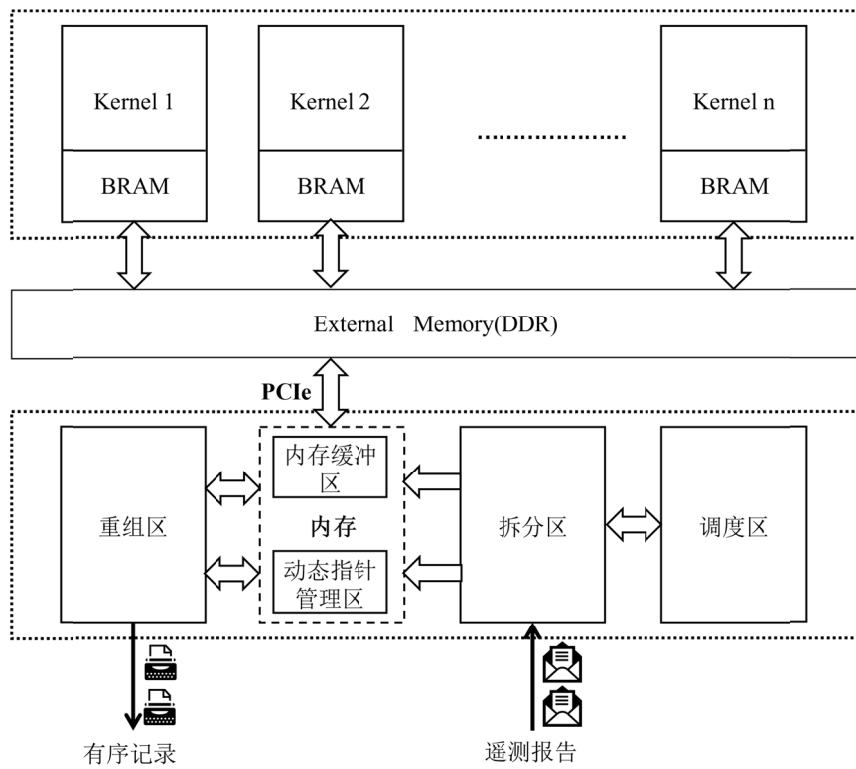 Kernel 1
Kernel 2
Kernel n
BRAM
BRAM
BRAM
External Memory(DDR)
PCIe
重组区
内存缓冲
区
内存
动态指针
管理区
拆分区
调度区
有序记录
遥测报告